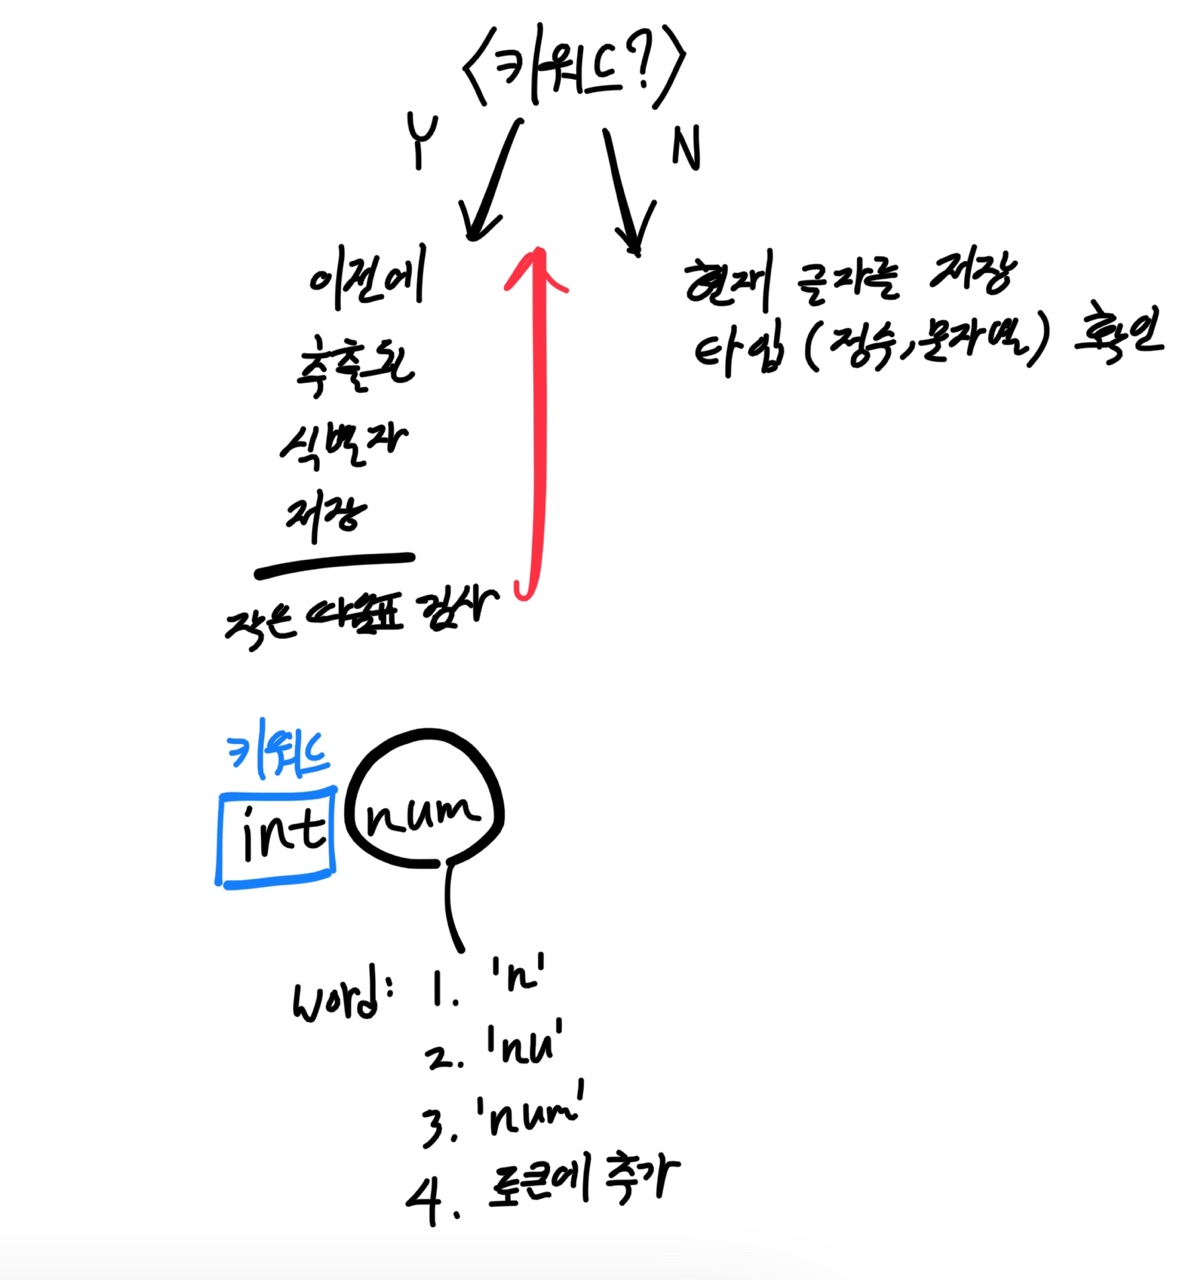 <키워드?>
Y
N
이전에
추출된
식별자
저장
작은 따옴표 검사
현재 글자를 저장
타입 (정수, 문자열) 확인
키워드
int num
word: 1. 'n'
2. 'nu'
3. 'num'
4. 토큰에 추가